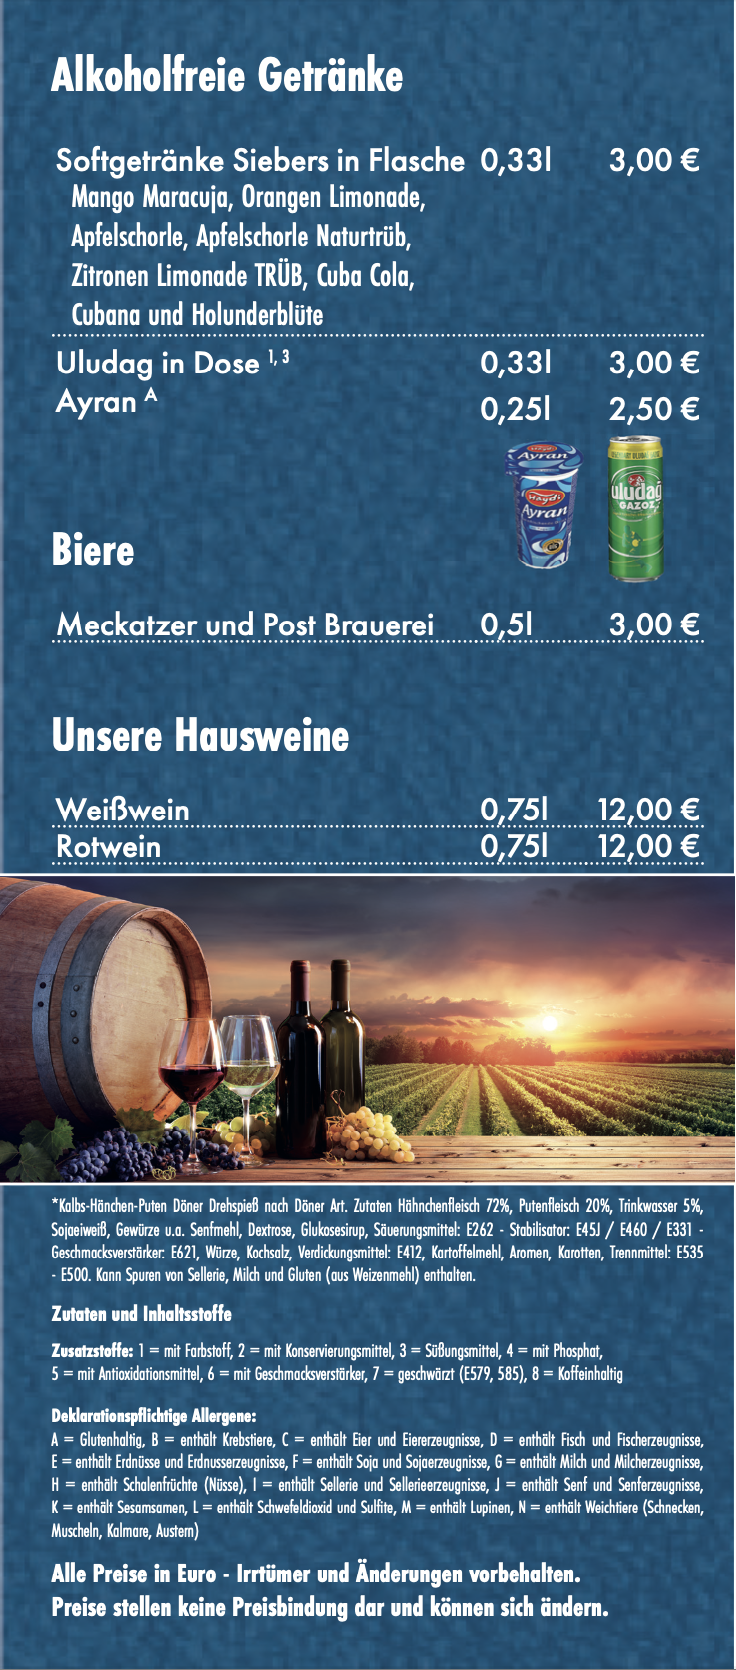 Alkoholfreie Getränke
Softgetränke Siebers in Flasche 0,33l 3,00 €
Mango Maracuja, Orangen Limonade,
Apfelschorle, Apfelschorle Naturtrüb,
Zitronen Limonade TRÜB, Cuba Cola,
Cubana und Holunderblüte
Uludag in Dose 1, 3 0,33l 3,00 €
Ayran A 0,25l 2,50 €
Ayran
Haydi
Ayran
uludağ
GAZOZ
Biere
Meckatzer und Post Brauerei 0,5l 3,00 €
Unsere Hausweine
Weißwein 0,75l 12,00 €
Rotwein 0,75l 12,00 €
*Kalbs-Hänchen-Puten Döner Drehspieß nach Döner Art. Zutaten Hähnchenfleisch 72%, Putenfleisch 20%, Trinkwasser 5%,
Sojaeiweiß, Gewürze u.a. Senfmehl, Dextrose, Glukosesirup, Säuerungsmittel: E262 - Stabilisator: E45J / E460 / E331 -
Geschmacksverstärker: E621, Würze, Kochsalz, Verdickungsmittel: E412, Kartoffelmehl, Aromen, Karotten, Trennmittel: E535
- E500. Kann Spuren von Sellerie, Milch und Gluten (aus Weizenmehl) enthalten.
Zutaten und Inhaltsstoffe
Zusatzstoffe: 1 = mit Farbstoff, 2 = mit Konservierungsmittel, 3 = Süßungsmittel, 4 = mit Phosphat,
5 = mit Antioxidationsmittel, 6 = mit Geschmacksverstärker, 7 = geschwärzt (E579, 585), 8 = Koffeinhaltig
Deklarationspflichtige Allergene:
A = Glutenhaltig, B = enthält Krebstiere, C = enthält Eier und Eiererzeugnisse, D = enthält Fisch und Fischerzeugnisse,
E = enthält Erdnüsse und Erdnusserzeugnisse, F = enthält Soja und Sojaerzeugnisse, G = enthält Milch und Milcherzeugnisse,
H = enthält Schalenfrüchte (Nüsse), I = enthält Sellerie und Sellerieerzeugnisse, J = enthält Senf und Senferzeugnisse,
K = enthält Sesamsamen, L = enthält Schwefeldioxid und Sulfite, M = enthält Lupinen, N = enthält Weichtiere (Schnecken,
Muscheln, Kalmare, Austern)
Alle Preise in Euro - Irrtümer und Änderungen vorbehalten.
Preise stellen keine Preisbindung dar und können sich ändern.